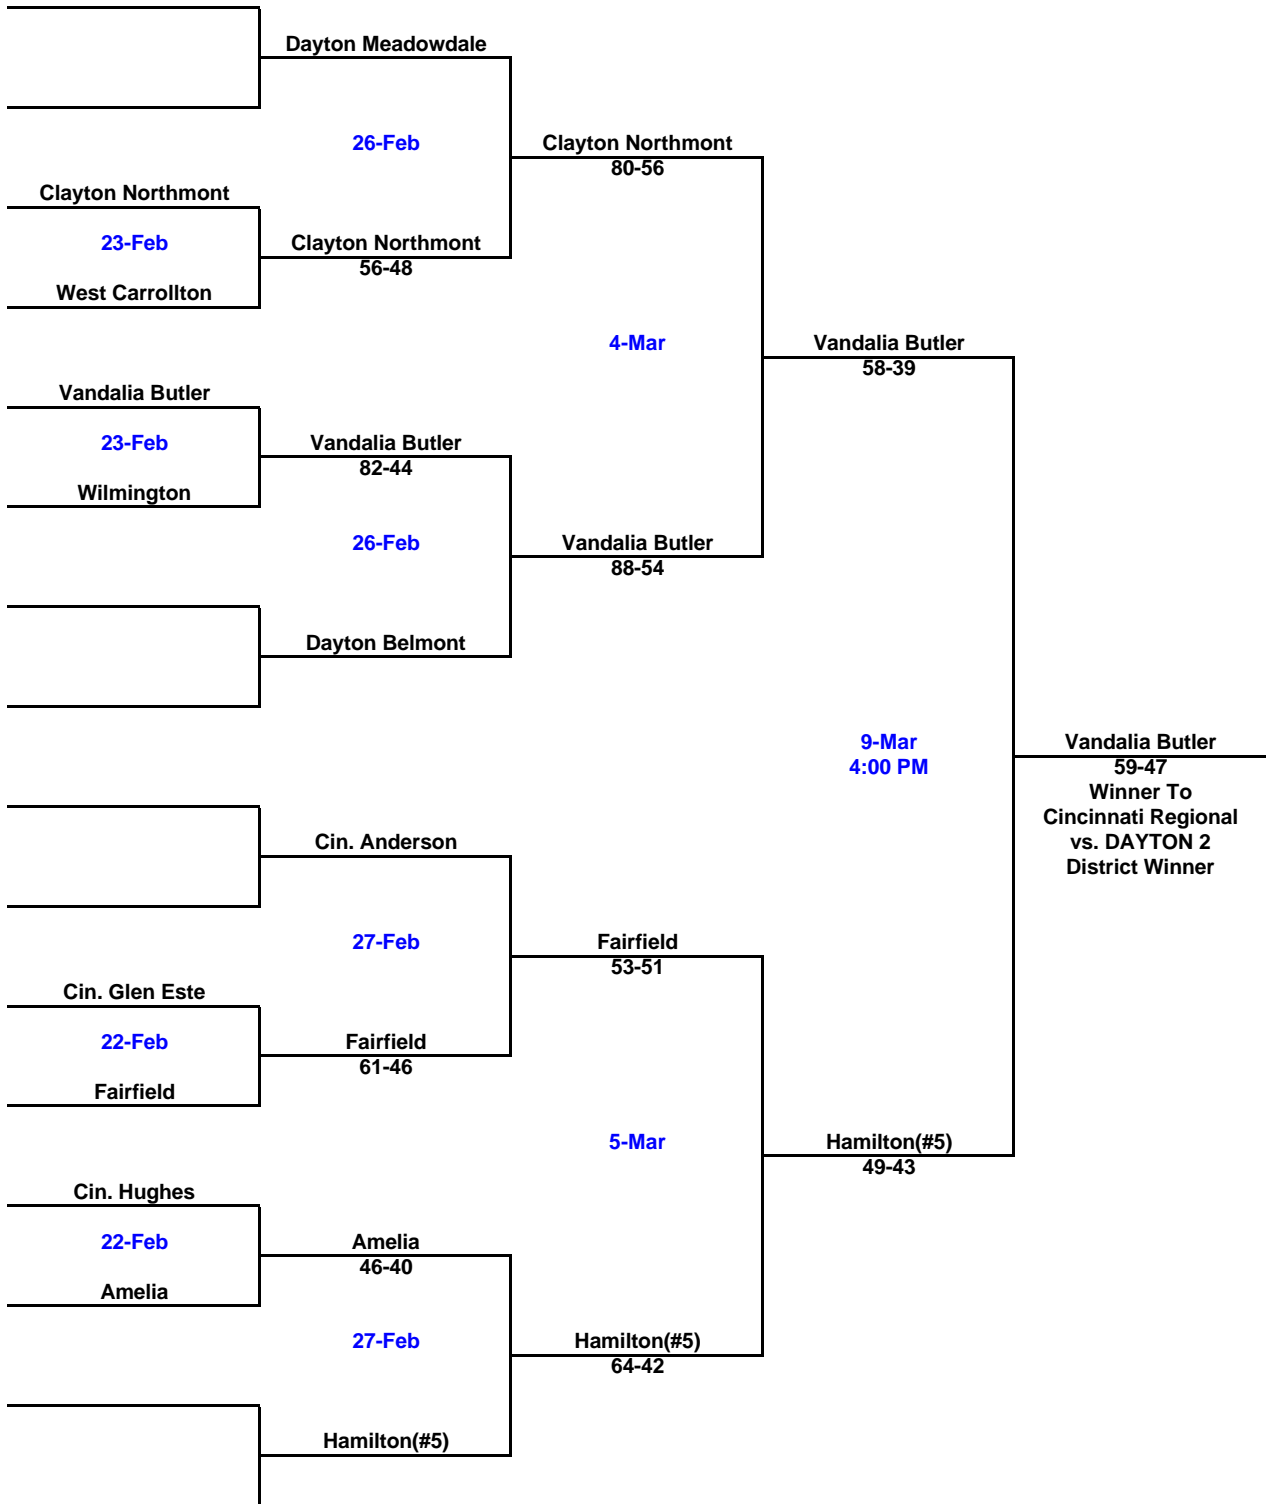 Dayton Meadowdale
26-Feb
Clayton Northmont
80-56
Clayton Northmont
23-Feb
Clayton Northmont
56-48
West Carrollton
4-Mar
Vandalia Butler
58-39
Vandalia Butler
23-Feb
Vandalia Butler
82-44
Wilmington
26-Feb
Vandalia Butler
88-54
Dayton Belmont
9-Mar
4:00 PM
Vandalia Butler
59-47
Winner To
Cincinnati Regional
vs. DAYTON 2
District Winner
Cin. Anderson
27-Feb
Fairfield
53-51
Cin. Glen Este
22-Feb
Fairfield
61-46
Fairfield
5-Mar
Hamilton(#5)
49-43
Cin. Hughes
22-Feb
Amelia
46-40
Amelia
27-Feb
Hamilton(#5)
64-42
Hamilton(#5)